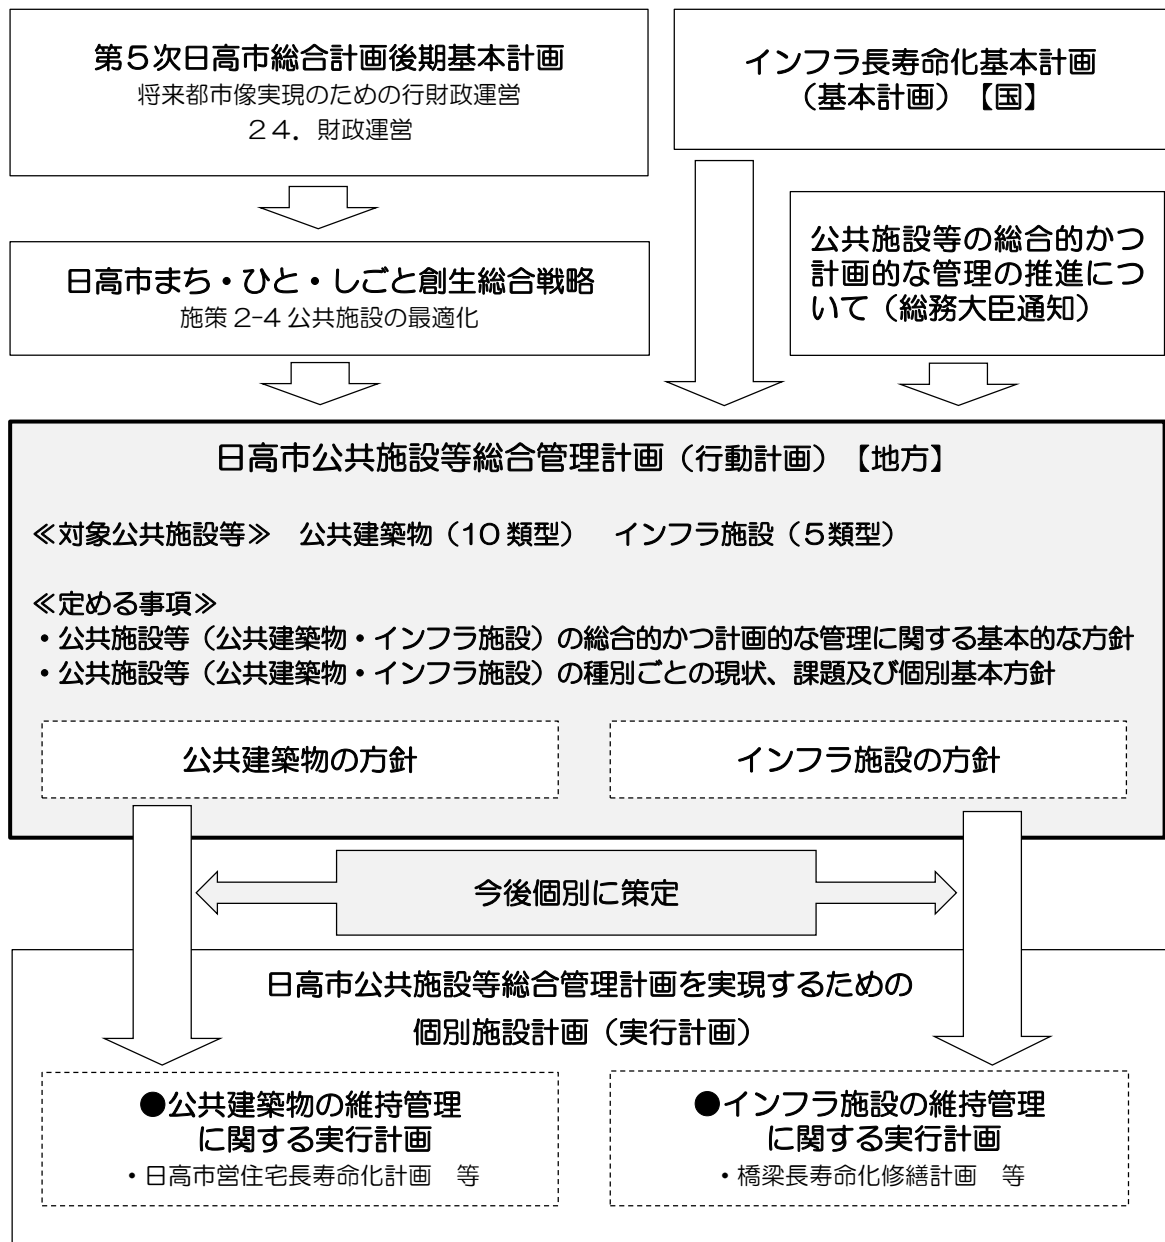 第５次日高市総合計画後期基本計画
将来都市像実現のための行財政運営
２４．財政運営
インフラ長寿命化基本計画
（基本計画）【国】
日高市まち・ひと・しごと創生総合戦略
施策 2-4 公共施設の最適化
公共施設等の総合的かつ
計画的な管理の推進につ
いて（総務大臣通知）
日高市公共施設等総合管理計画（行動計画）【地方】
≪対象公共施設等≫　公共建築物（10 類型）　インフラ施設（５類型）
≪定める事項≫
・公共施設等（公共建築物・インフラ施設）の総合的かつ計画的な管理に関する基本的な方針
・公共施設等（公共建築物・インフラ施設）の種別ごとの現状、課題及び個別基本方針
公共建築物の方針
インフラ施設の方針
今後個別に策定
日高市公共施設等総合管理計画を実現するための
個別施設計画（実行計画）
●公共建築物の維持管理
に関する実行計画
・日高市営住宅長寿命化計画　等
●インフラ施設の維持管理
に関する実行計画
・橋梁長寿命化修繕計画　等